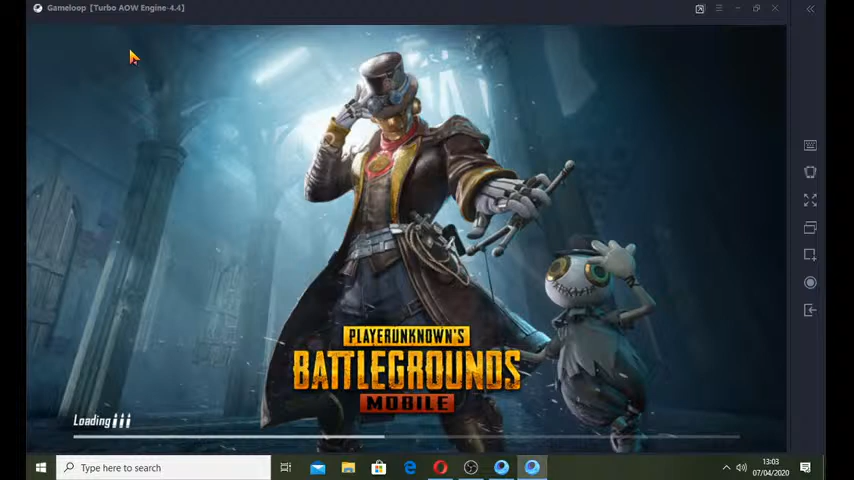 Gameloop [Turbo AOW Engine-4.4]
PLAYERUNKNOWN'S
BATTLEGROUNDS
MOBILE
Loading
Type here to search
13:03
07/04/2020